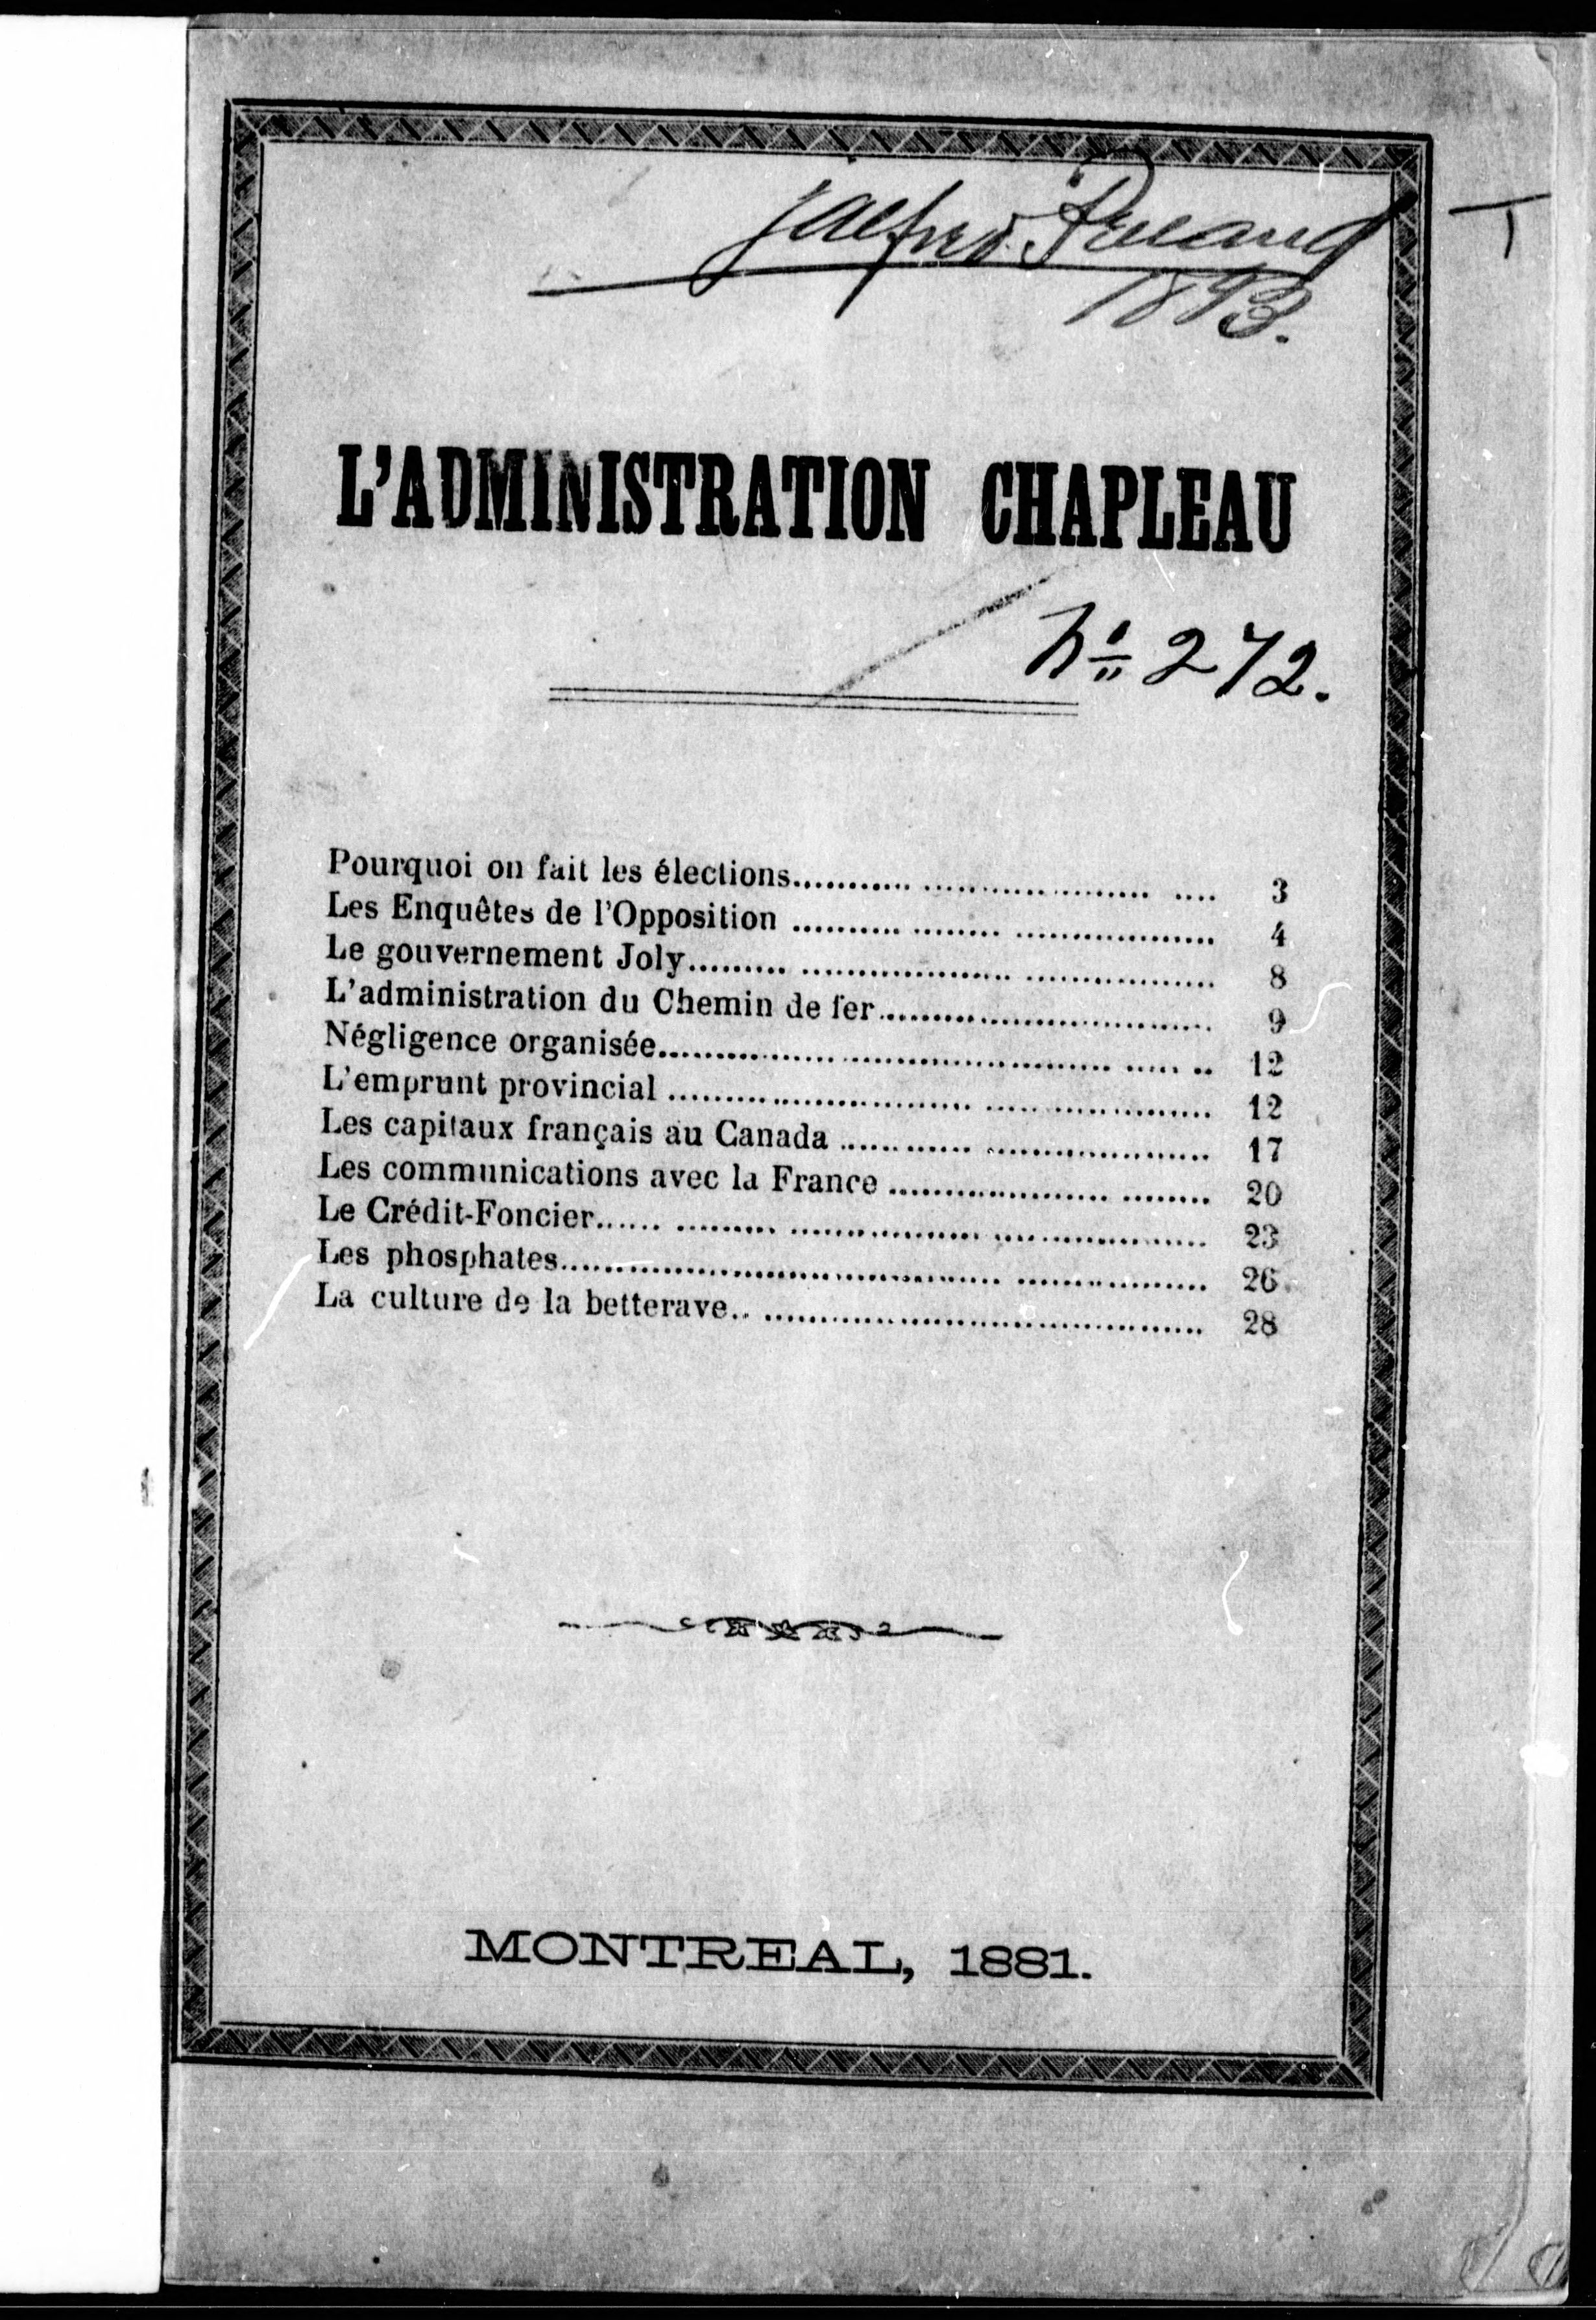 1893.
L'ADMINISTRATION CHAPLEAU
No 272.
Pourquoi on fait les élections........... ...................... .... 3
Les Enquêtes de l'Opposition .......... ........ .................. 4
Le gouvernement Joly......... ................... ................. 8
L'administration du Chemin de fer.............................. 9
Négligence organisée............... ........................ ..... .. 12
L'emprunt provincial ........................... .................... 12
Les capitaux français au Canada ............ .................... 17
Les communications avec la France .................... ........ 20
Le Crédit-Foncier...... ......... ................. ................... 23
Les phosphates....................................... ................. 26
La culture de la betterave.. ....................................... 28
MONTREAL, 1881.